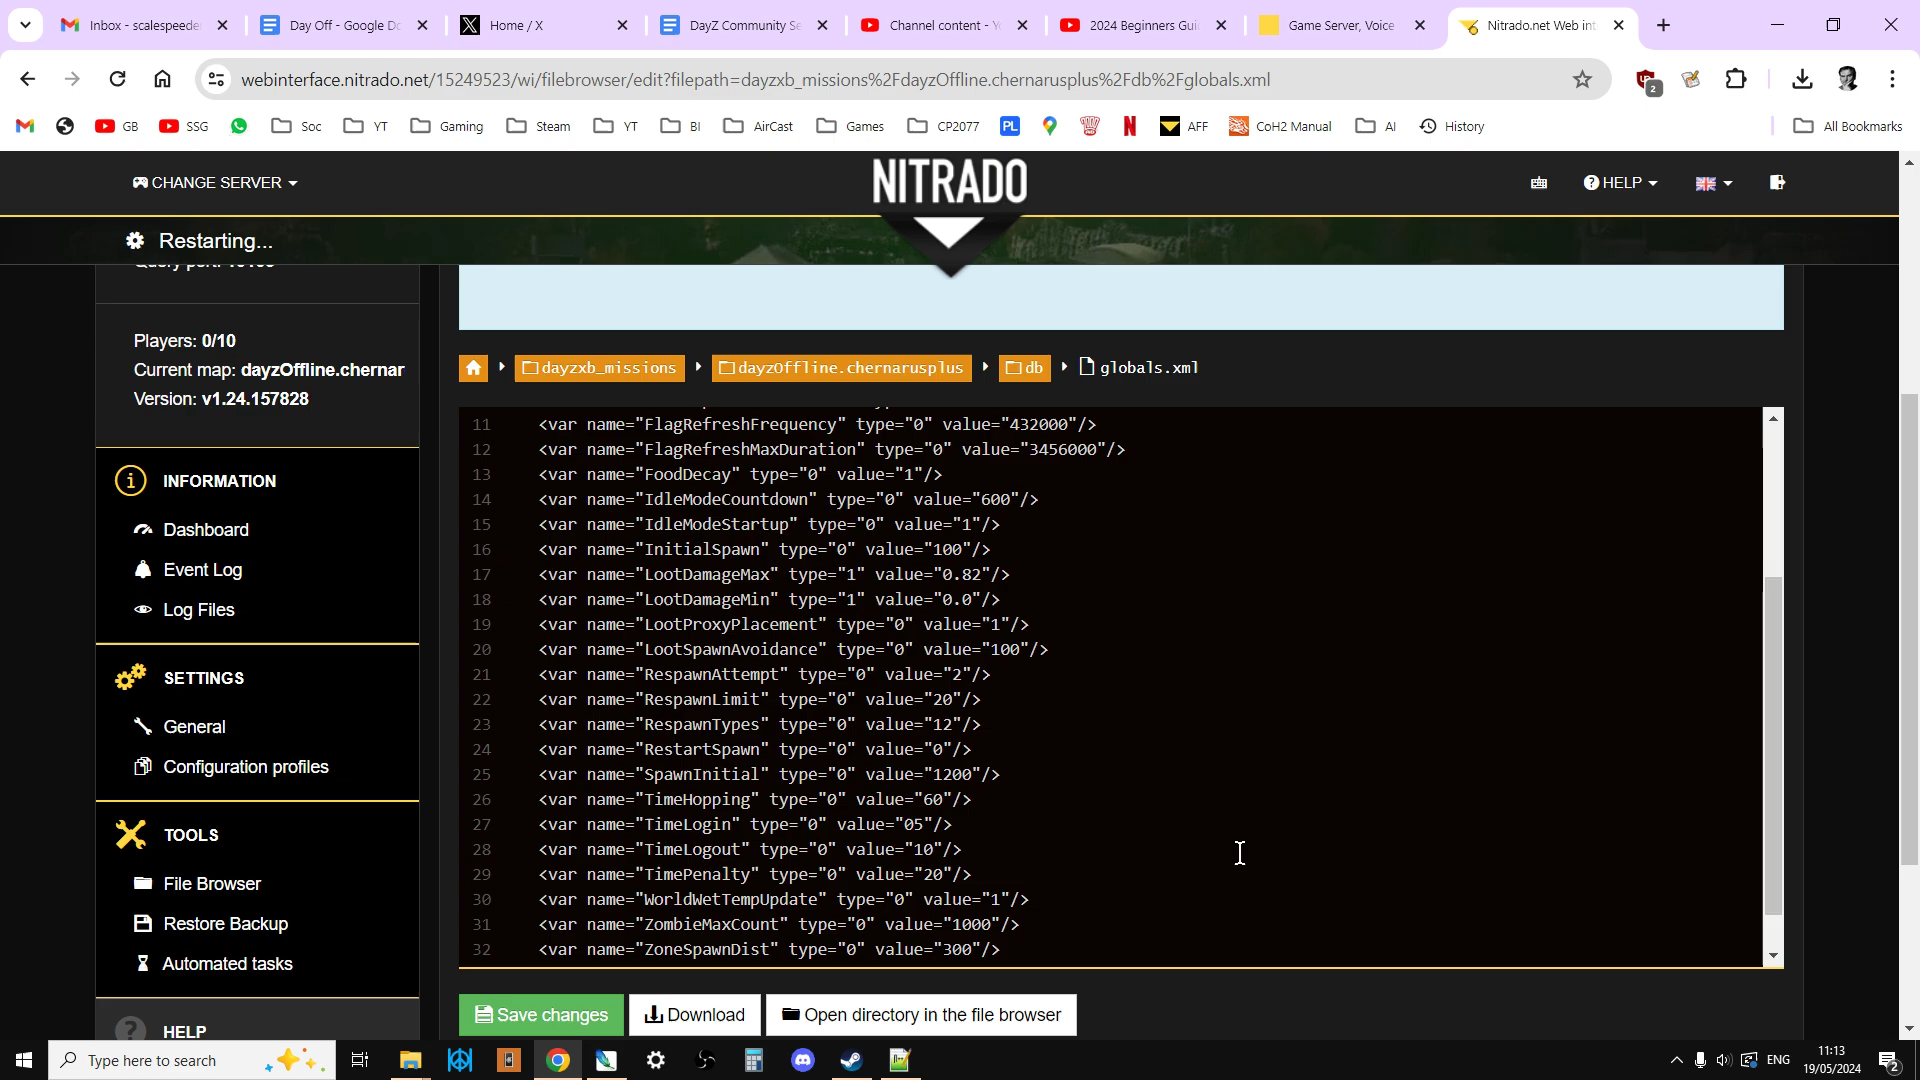 Inbox - scalespeede
Day Off - Google Do
Home / X
DayZ Community Se
Channel content - Y
2024 Beginners Gui
Game Server, Voice
Nitrado.net Web int
webinterface.nitrado.net/15249523/wi/filebrowser/edit?filepath=dayzxb_missions%2FdayzOffline.chernarusplus%2Fdb%2Fglobals.xml
2
GB
SSG
Soc
YT
Gaming
Steam
YT
BI
AirCast
Games
CP2077
PL
AFF
CoH2 Manual
AI
History
All Bookmarks
CHANGE SERVER
NITRADO
HELP
Restarting...
Players: 0/10
Current map: dayzOffline.chernar
Version: v1.24.157828
INFORMATION
Dashboard
Event Log
Log Files
SETTINGS
General
Configuration profiles
TOOLS
File Browser
Restore Backup
Automated tasks
HELP
dayzxb_missions
dayzOffline.chernarusplus
db
globals.xml
11 <var name="FlagRefreshFrequency" type="0" value="432000"/>
12 <var name="FlagRefreshMaxDuration" type="0" value="3456000"/>
13 <var name="FoodDecay" type="0" value="1"/>
14 <var name="IdleModeCountdown" type="0" value="600"/>
15 <var name="IdleModeStartup" type="0" value="1"/>
16 <var name="InitialSpawn" type="0" value="100"/>
17 <var name="LootDamageMax" type="1" value="0.82"/>
18 <var name="LootDamageMin" type="1" value="0.0"/>
19 <var name="LootProxyPlacement" type="0" value="1"/>
20 <var name="LootSpawnAvoidance" type="0" value="100"/>
21 <var name="RespawnAttempt" type="0" value="2"/>
22 <var name="RespawnLimit" type="0" value="20"/>
23 <var name="RespawnTypes" type="0" value="12"/>
24 <var name="RestartSpawn" type="0" value="0"/>
25 <var name="SpawnInitial" type="0" value="1200"/>
26 <var name="TimeHopping" type="0" value="60"/>
27 <var name="TimeLogin" type="0" value="05"/>
28 <var name="TimeLogout" type="0" value="10"/>
29 <var name="TimePenalty" type="0" value="20"/>
30 <var name="WorldWetTempUpdate" type="0" value="1"/>
31 <var name="ZombieMaxCount" type="0" value="1000"/>
32 <var name="ZoneSpawnDist" type="0" value="300"/>
Save changes
Download
Open directory in the file browser
Type here to search
ENG
11:13
19/05/2024
2